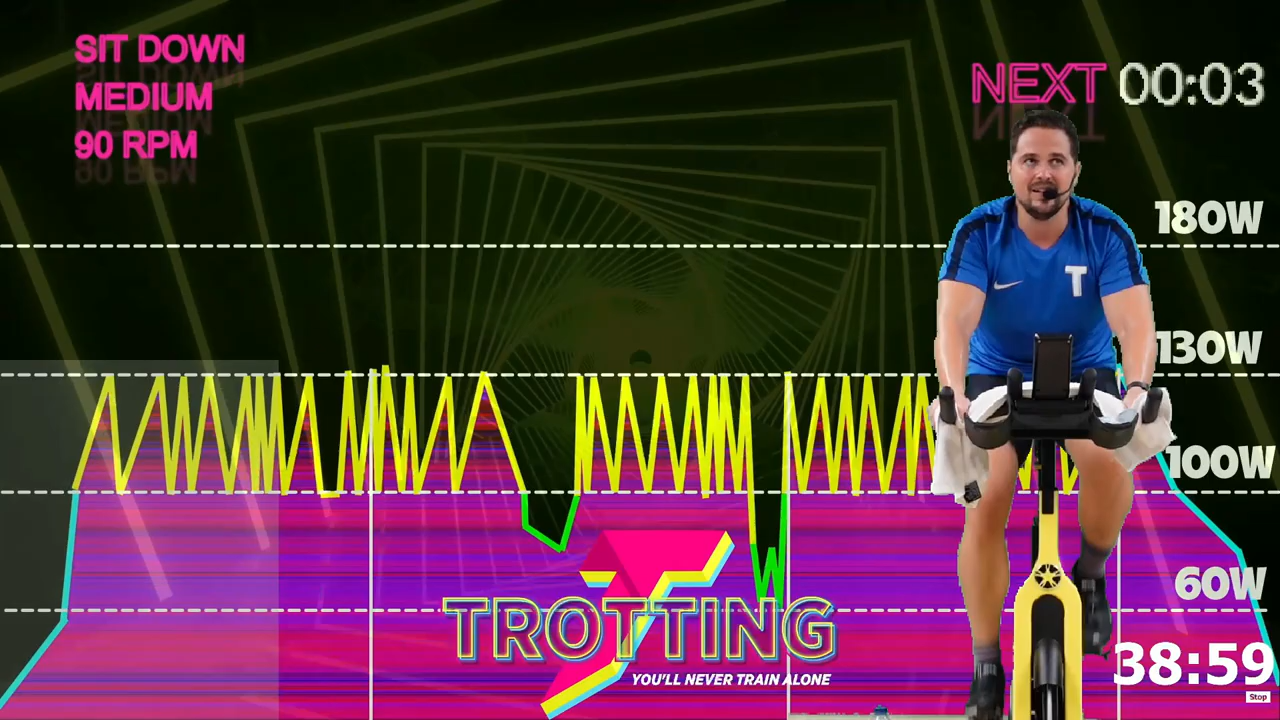 SIT DOWN
MEDIUM
90 RPM
NEXT 00:03
180W
130W
T
100W
60W
TROTTING
YOU'LL NEVER TRAIN ALONE
38:59
Stop